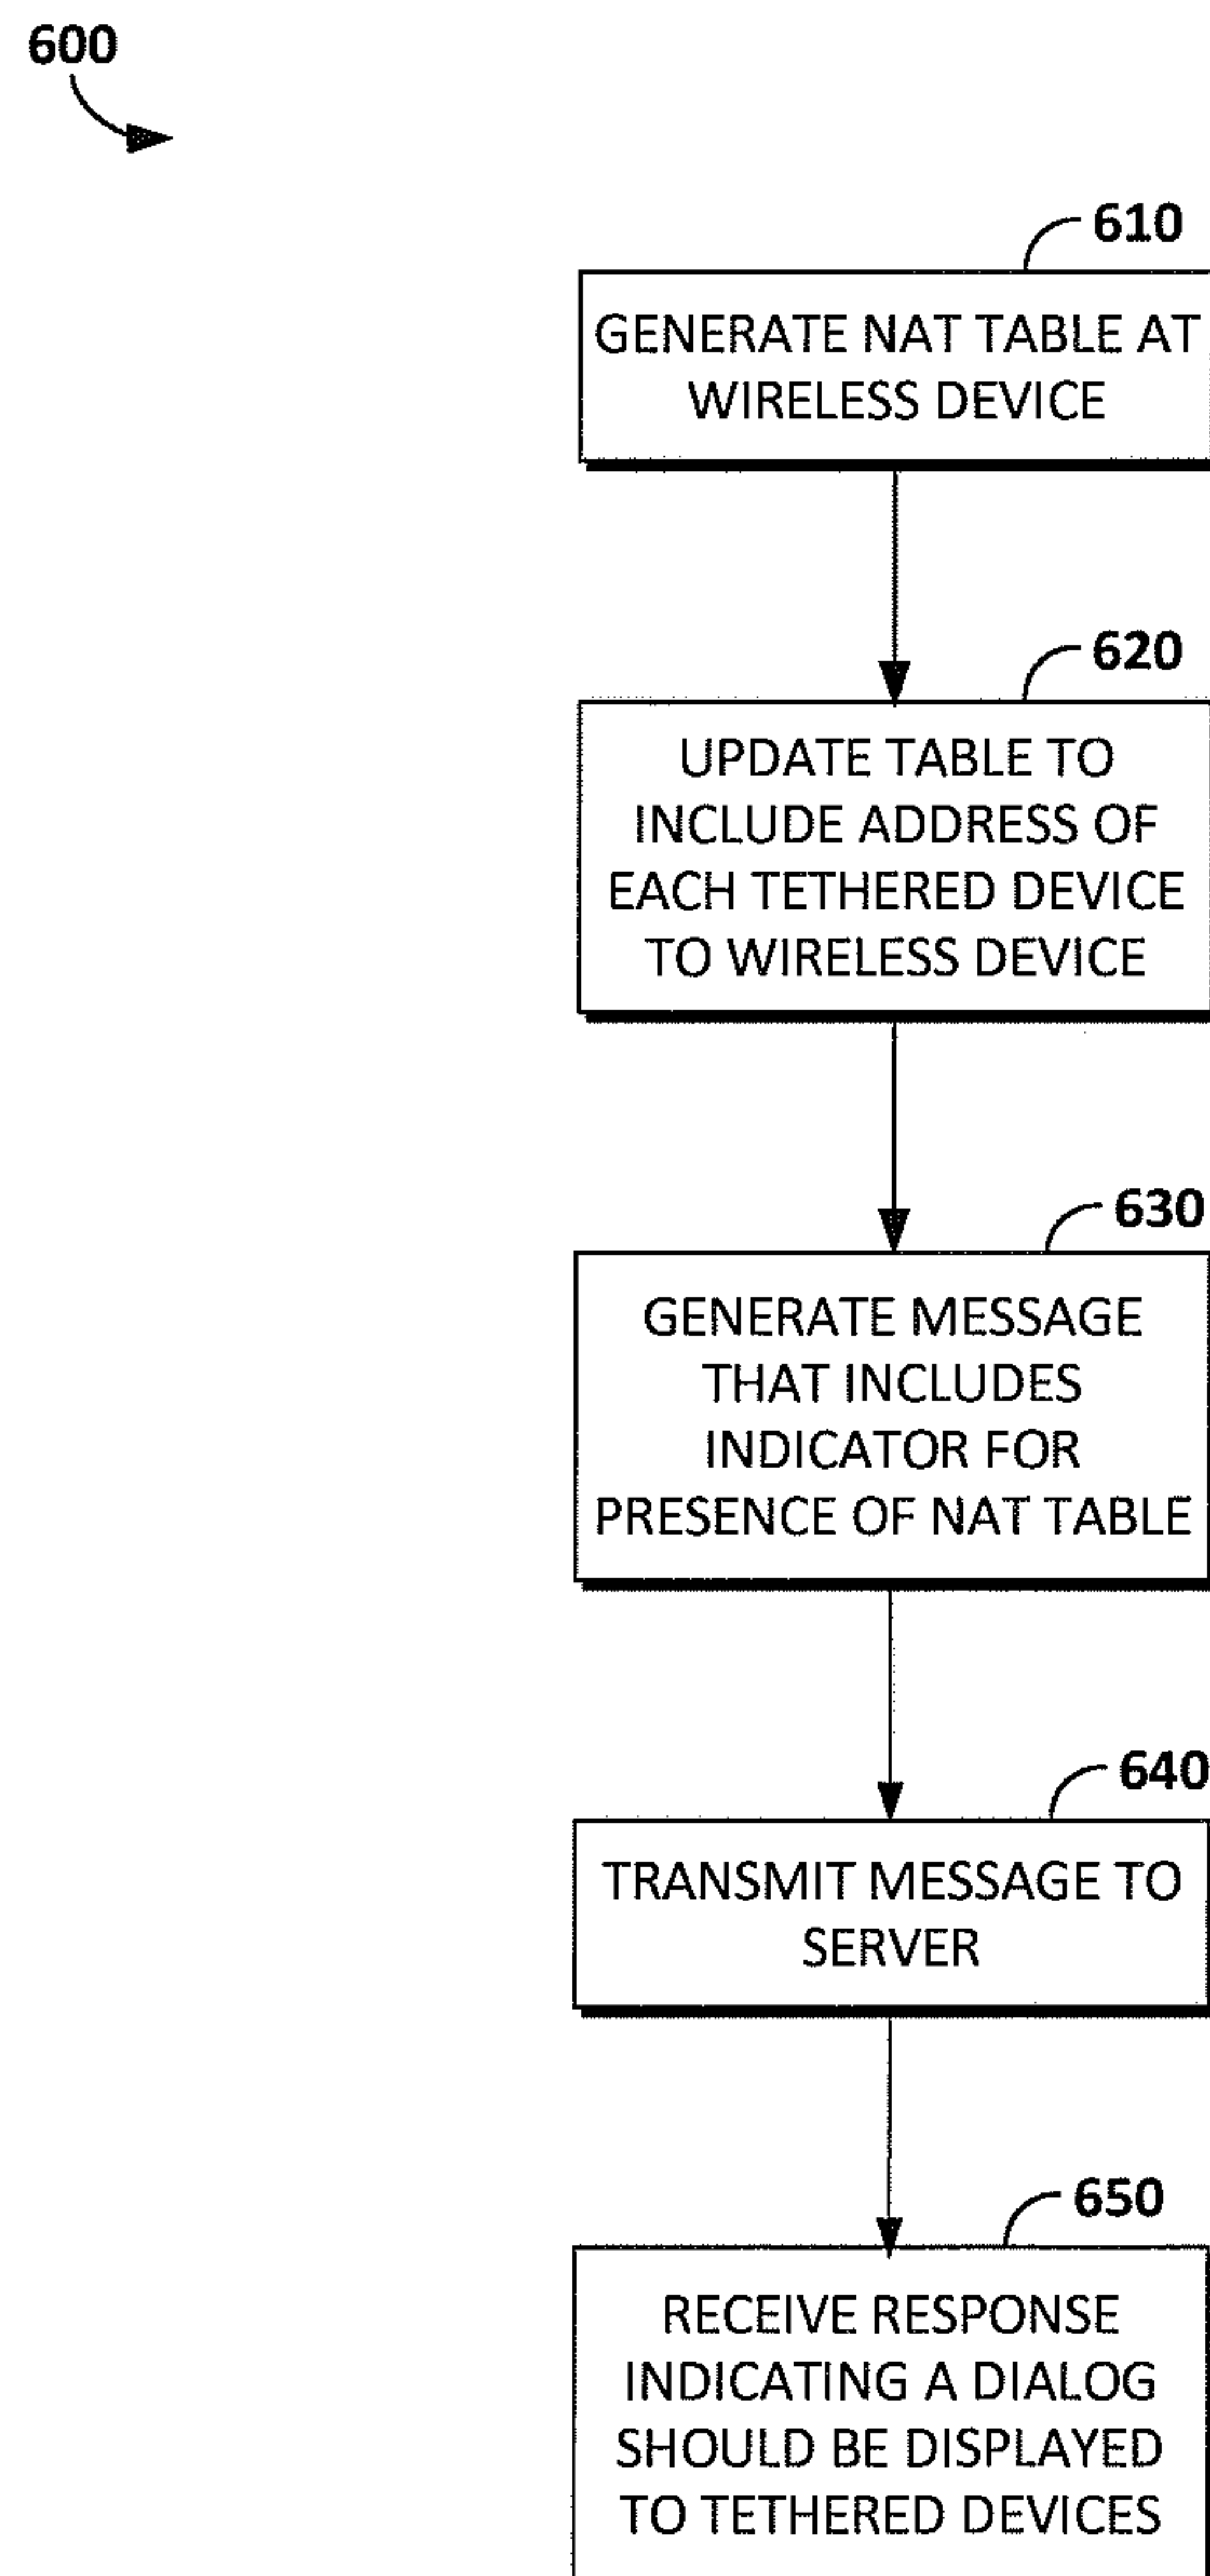 600
610
GENERATE NAT TABLE AT
WIRELESS DEVICE
620
UPDATE TABLE TO
INCLUDE ADDRESS OF
EACH TETHERED DEVICE
TO WIRELESS DEVICE
630
GENERATE MESSAGE
THAT INCLUDES
INDICATOR FOR
PRESENCE OF NAT TABLE
640
TRANSMIT MESSAGE TO
SERVER
650
RECEIVE RESPONSE
INDICATING A DIALOG
SHOULD BE DISPLAYED
TO TETHERED DEVICES